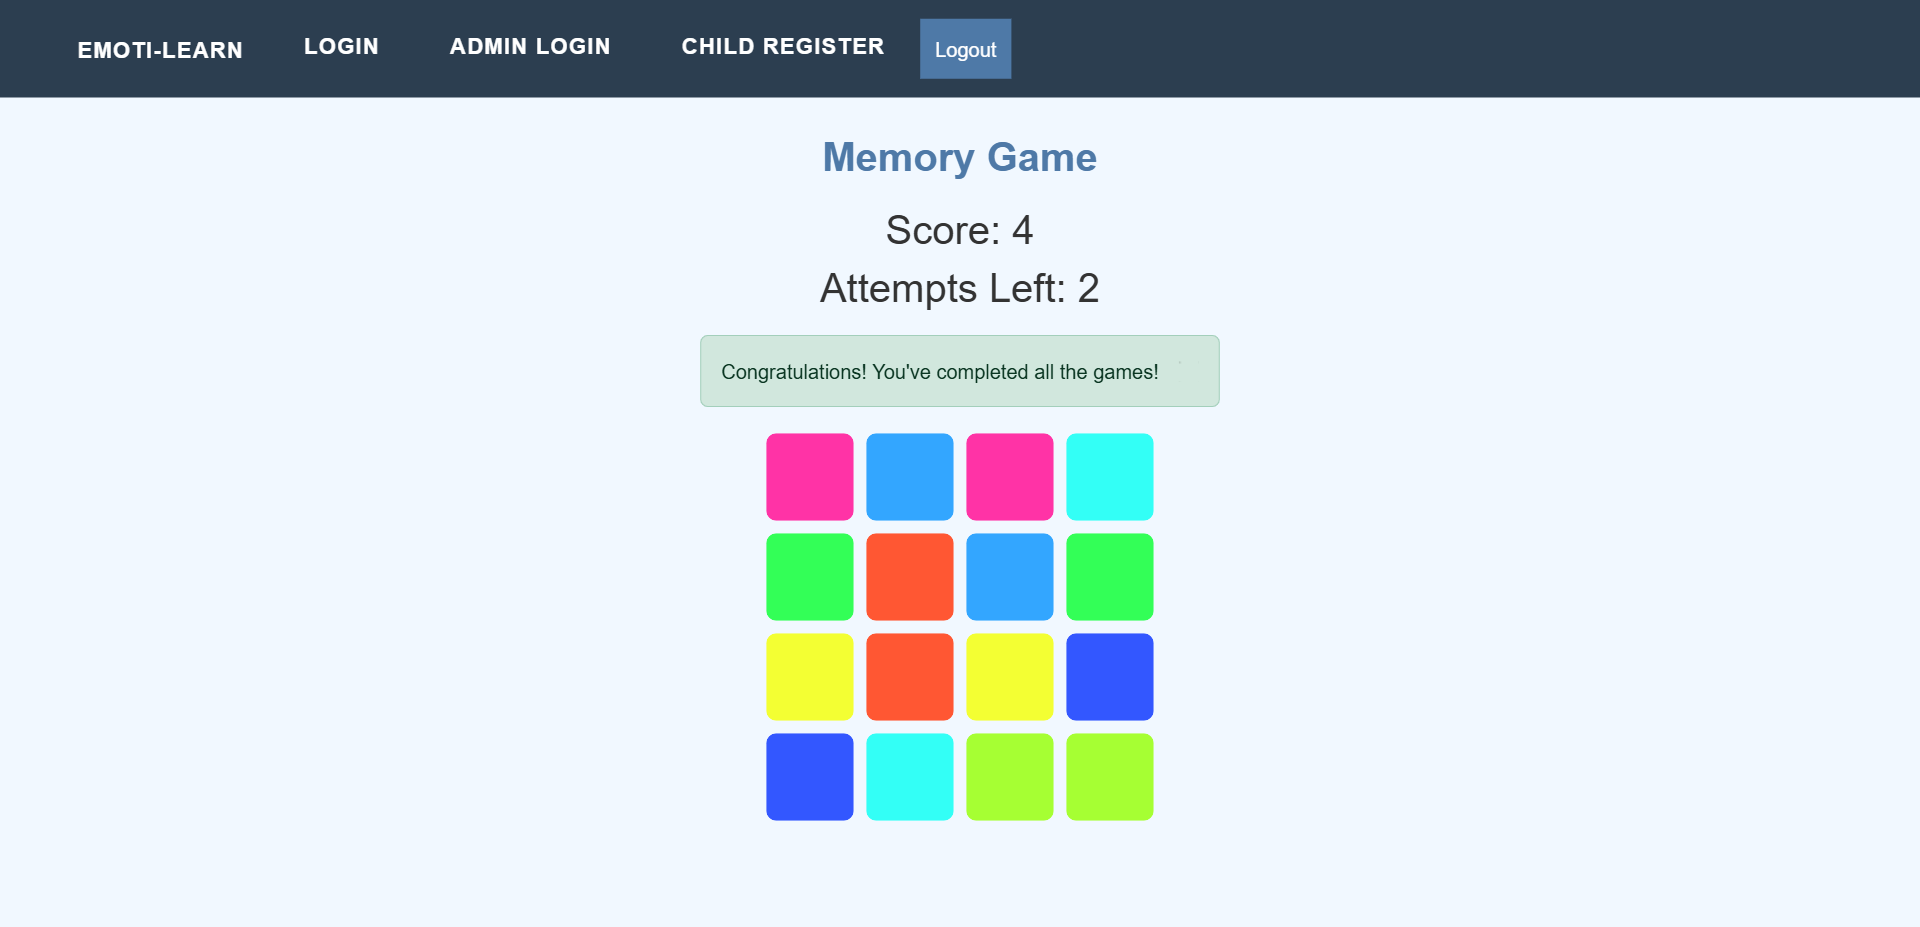 EMOTI-LEARN LOGIN ADMIN LOGIN CHILD REGISTER Logout
Memory Game
Score: 4
Attempts Left: 2
Congratulations! You've completed all the games!